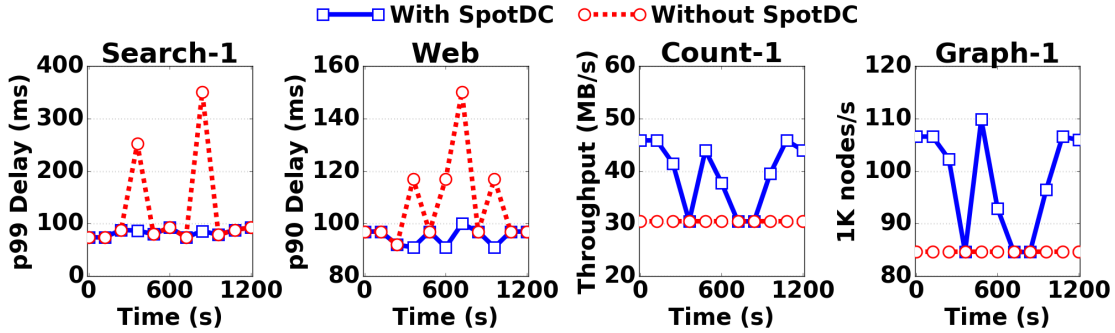 With SpotDC Without SpotDC
Search-1
p99 Delay (ms)
400
300
200
100
0
0 600 1200
Time (s)
Web
p90 Delay (ms)
160
140
120
100
80
0 600 1200
Time (s)
Count-1
Throughput (MB/s)
60
50
40
30
20
0 600 1200
Time (s)
Graph-1
1K nodes/s
120
110
100
90
80
0 600 1200
Time (s)